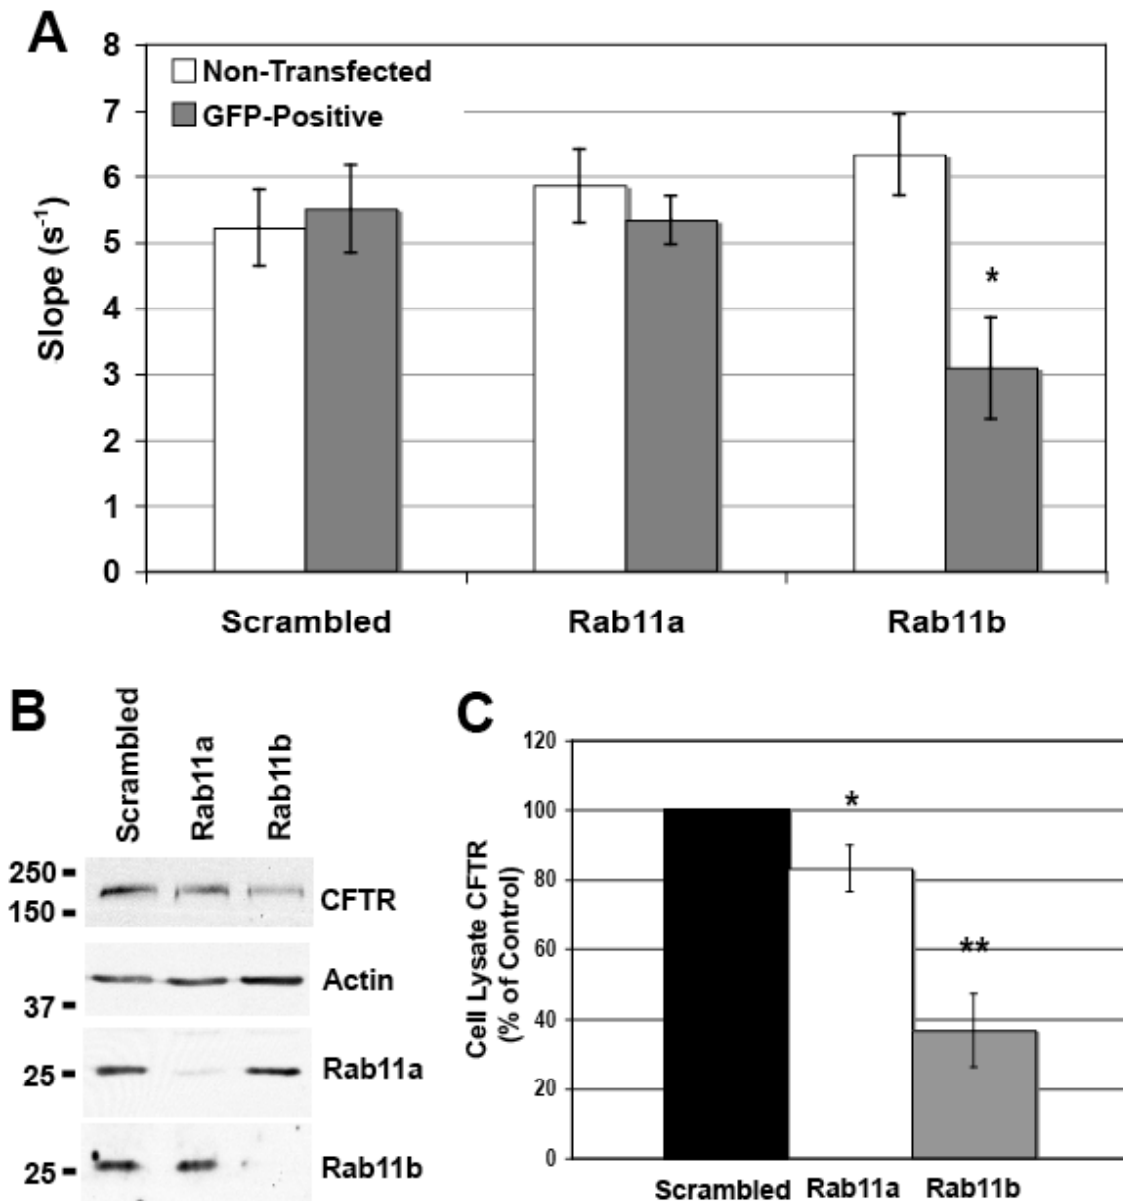 A
8
7
6
5
4
3
2
1
0
Slope (s-1)
Non-Transfected
GFP-Positive
*
Scrambled Rab11a Rab11b
B
Scrambled
Rab11a
Rab11b
250
150
CFTR
Actin
37
25
Rab11a
25
Rab11b
C
120
100
80
60
40
20
0
Cell Lysate CFTR
(% of Control)
*
**
Scrambled Rab11a Rab11b